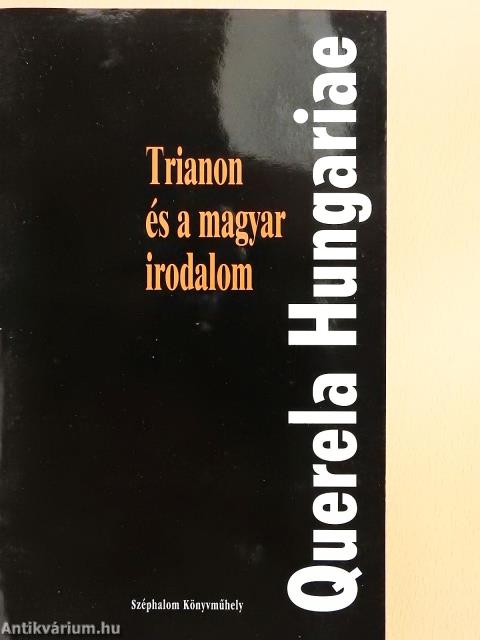 Querela Hungariae
Trianon
és a magyar
irodalom
Széphalom Könyvműhely
Antikvárium.hu